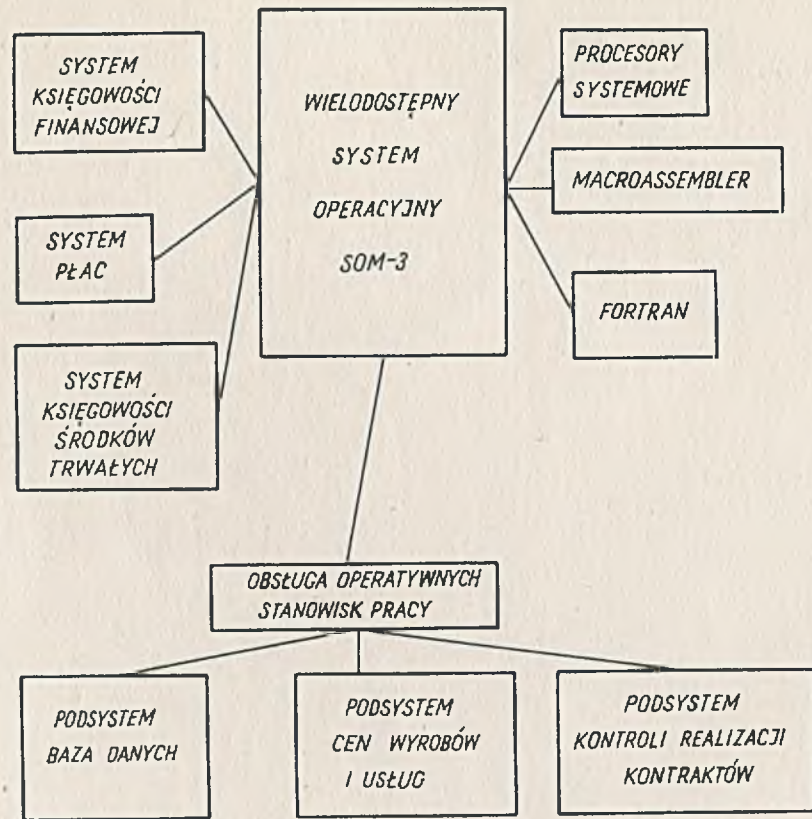 SYSTEM
KSIĘGOWOŚCI
FINANSOWEJ
SYSTEM
PŁAC
SYSTEM
KSIĘGOWOŚCI
ŚRODKÓW
TRWAŁYCH
WIELODOSTĘPNY
SYSTEM
OPERACYJNY
SOM-3
PROCESORY
SYSTEMOWE
MACROASSEMBLER
FORTRAN
OBSŁUGA OPERATYWNYCH
STANOWISK PRACY
PODSYSTEM
BAZA DANYCH
PODSYSTEM
CEN WYROBÓW
I USŁUG
PODSYSTEM
KONTROLI REALIZACJI
KONTRAKTÓW